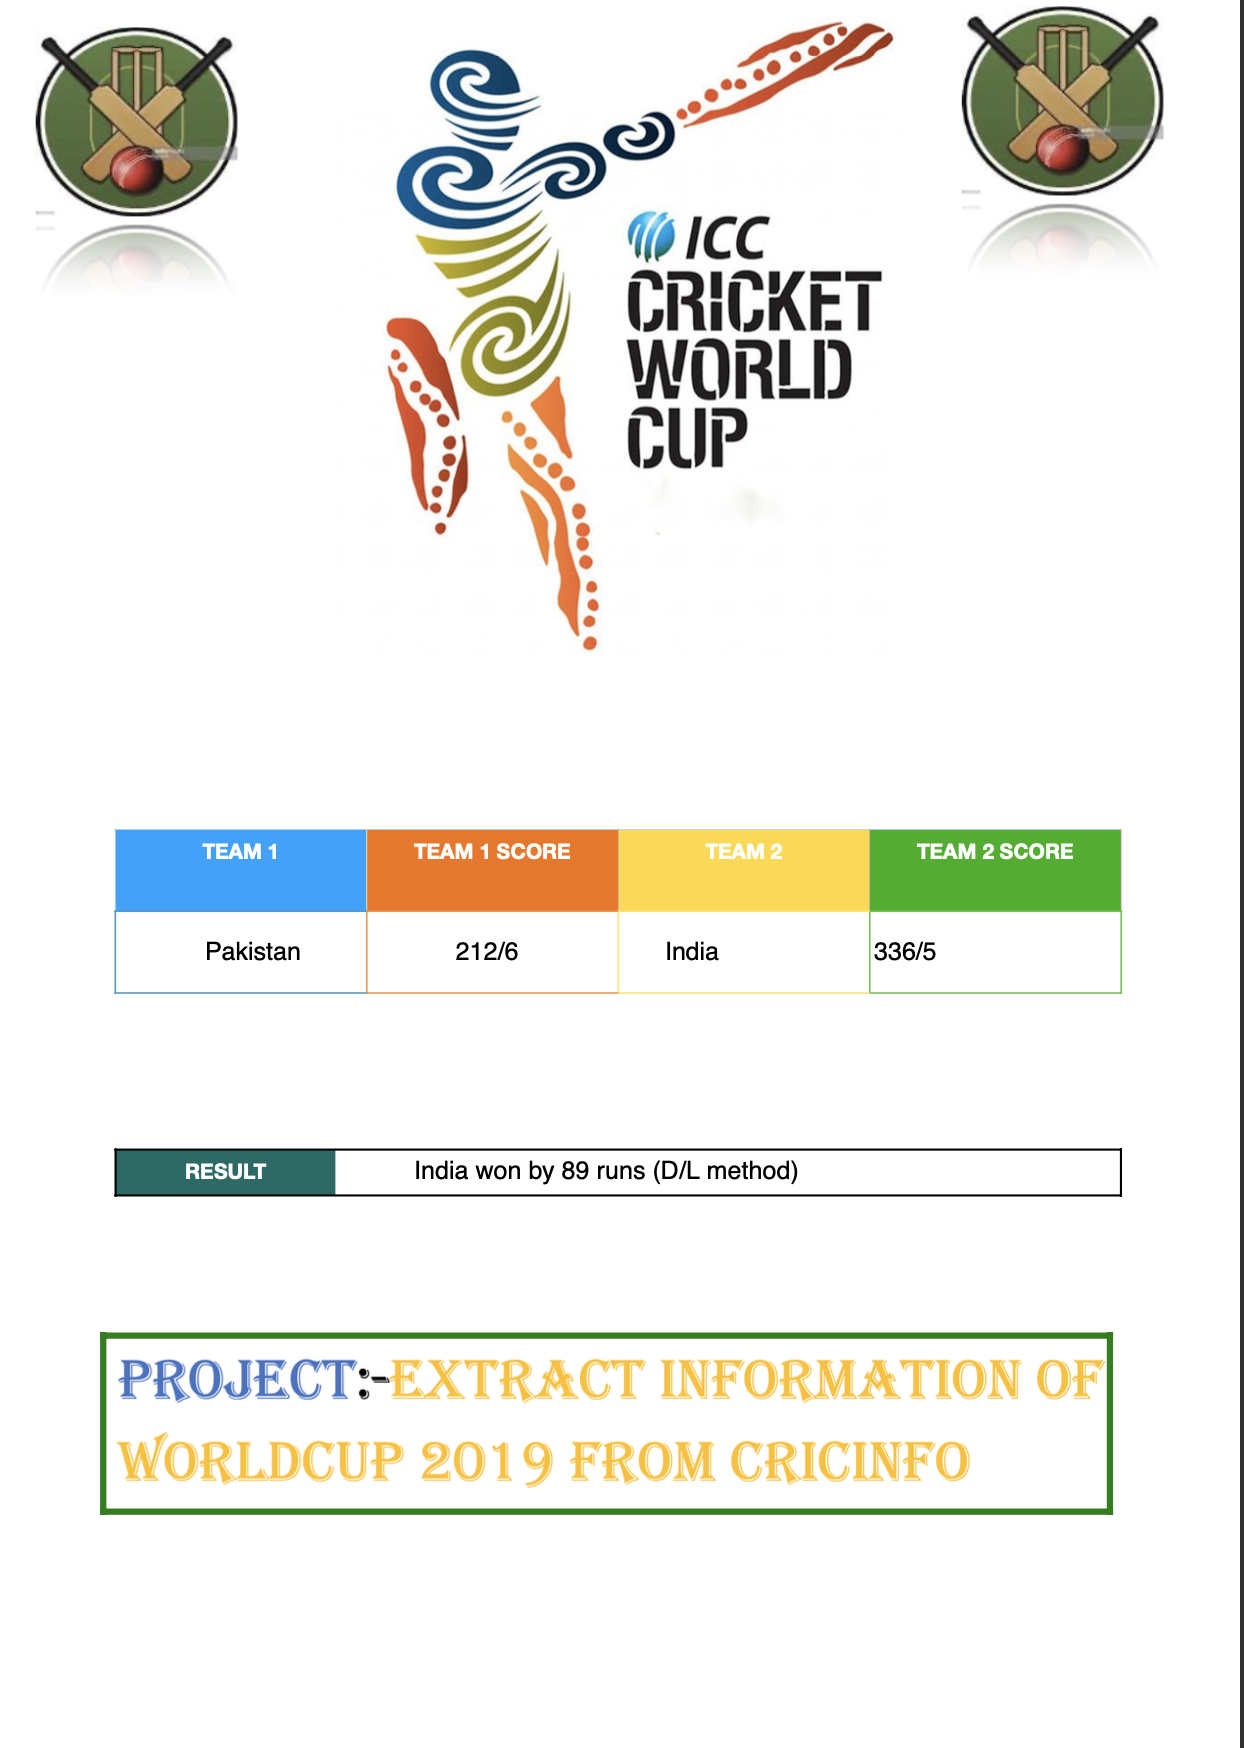 ICC
CRICKET
WORLD
CUP
TEAM 1 TEAM 1 SCORE TEAM 2 TEAM 2 SCORE
Pakistan 212/6 India 336/5
RESULT India won by 89 runs (D/L method)
PROJECT:-EXTRACT INFORMATION OF
WORLDCUP 2019 FROM CRICINFO